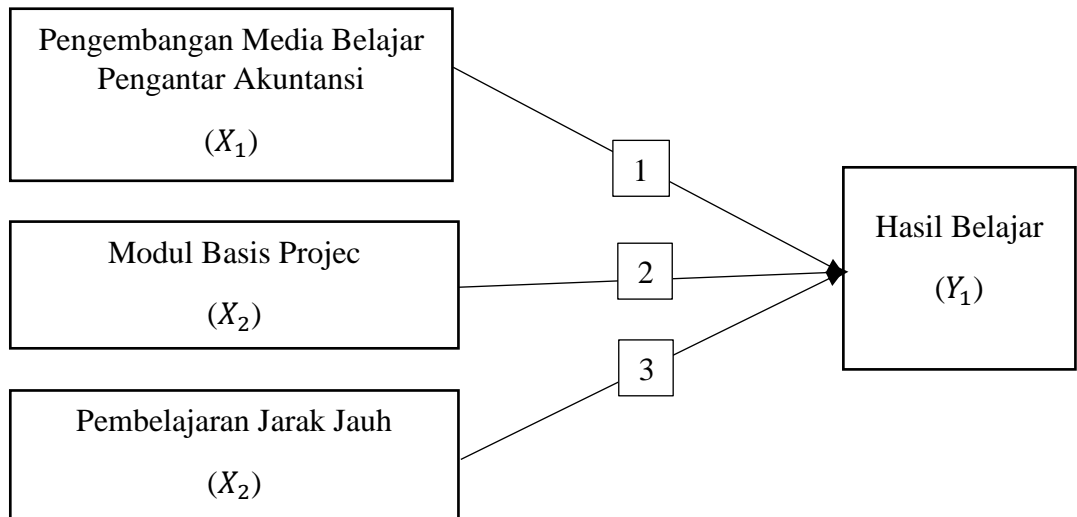 Pengembangan Media Belajar
Pengantar Akuntansi
(𝑋₁)
1
Modul Basis Projec
(𝑋₂)
2
Pembelajaran Jarak Jauh
(𝑋₂)
3
Hasil Belajar
(𝑌₁)